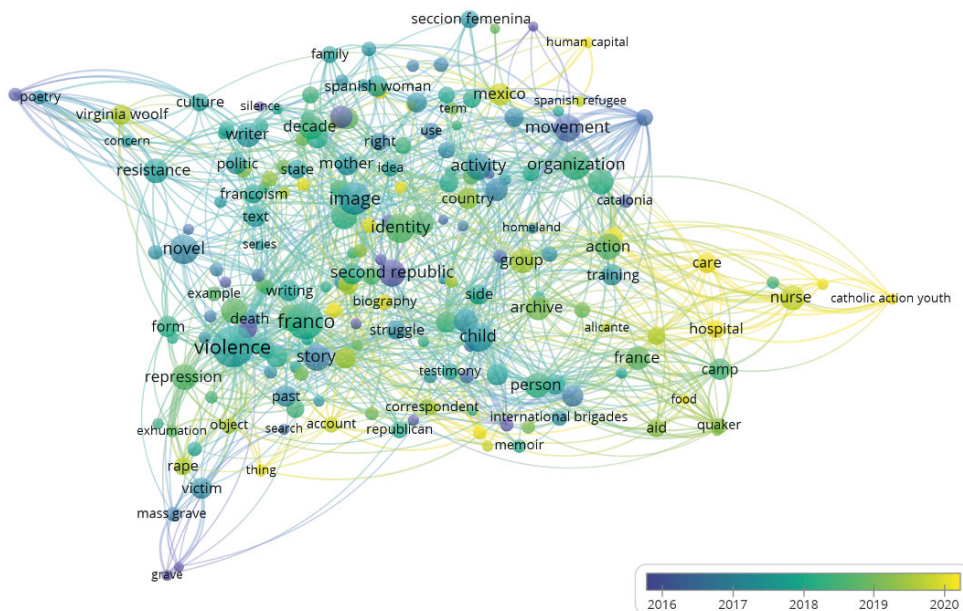 seccion femenina
human capital
family
spanish woman
mexico
poetry
culture
silence
term
spanish refugee
virginia woolf
writer
decade
right
use
movement
concern
resistance
politic
state
mother
idea
activity
organization
francoism
image
country
catalonia
text
identity
homeland
series
novel
second republic
group
action
care
training
example
writing
biography
side
archive
nurse
catholic action youth
form
death
franco
struggle
child
alicante
hospital
violence
story
france
repression
testimony
person
camp
past
correspondent
international brigades
food
exhumation
object
search
account
republican
aid
quaker
rape
thing
memoir
victim
mass grave
grave
2016 2017 2018 2019 2020